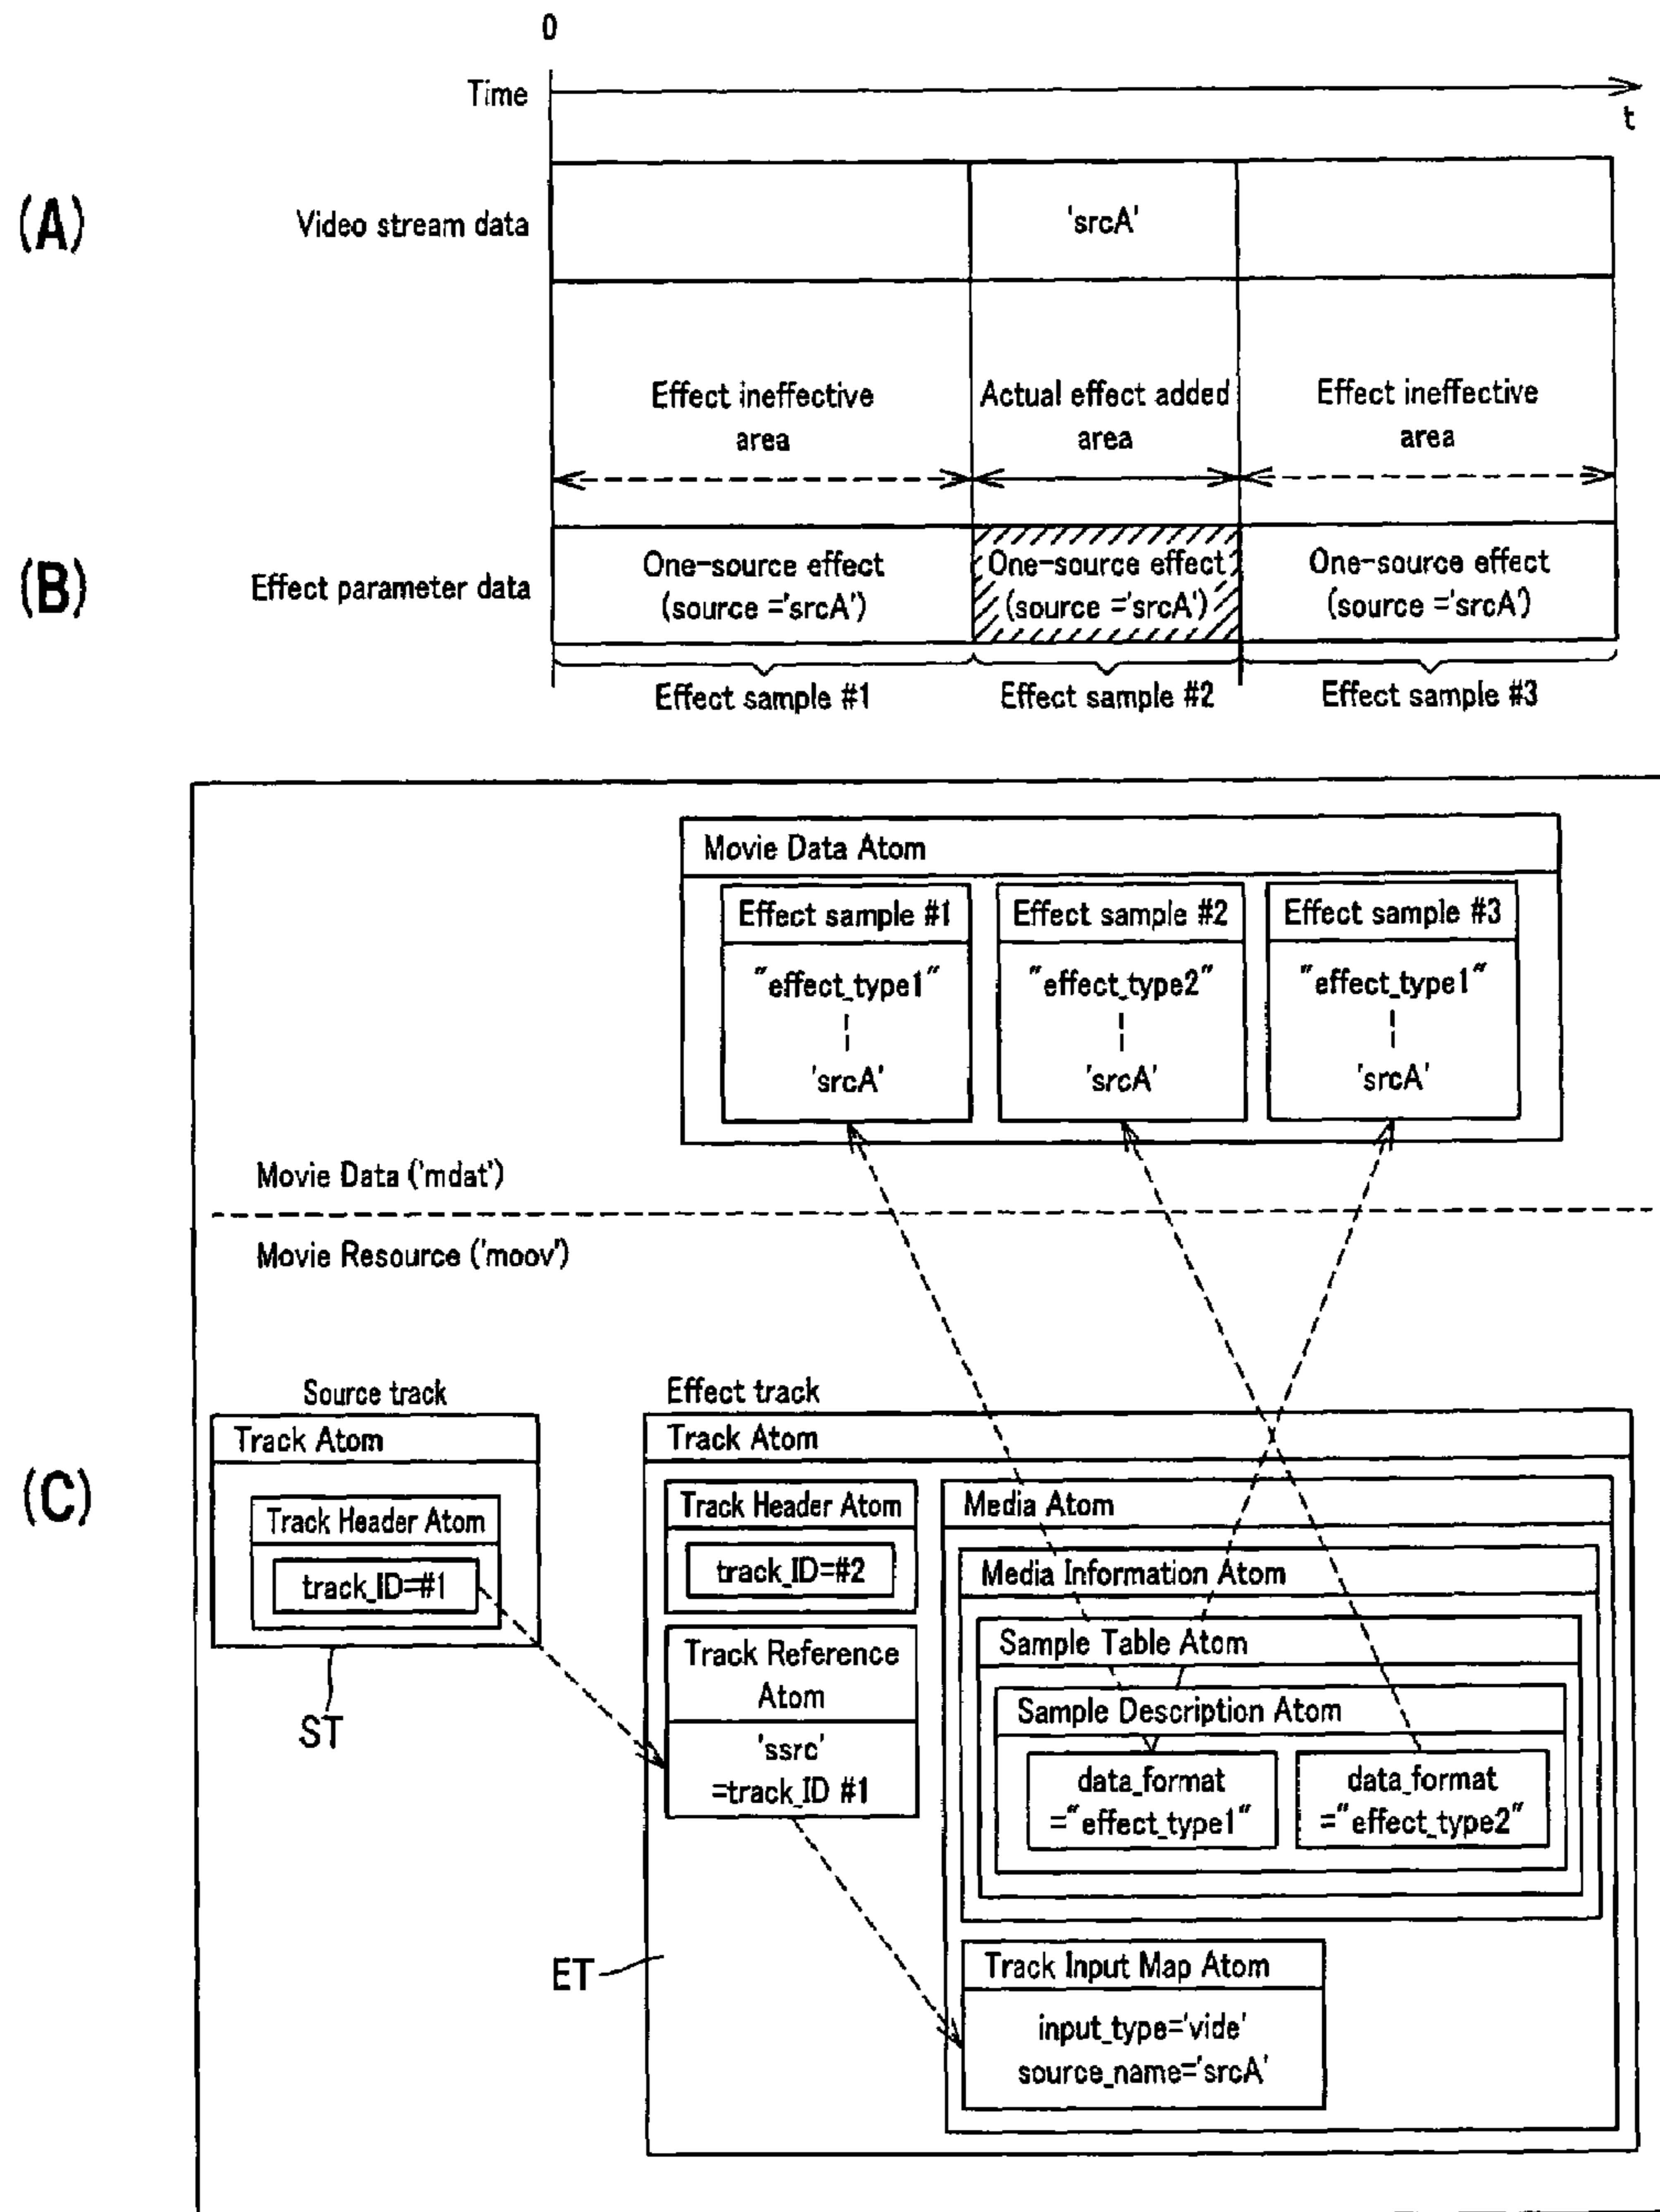 0
Time
t
(A)
Video stream data
'srcA'
Effect ineffective
area
Actual effect added
area
Effect ineffective
area
(B)
Effect parameter data
One-source effect
(source ='srcA')
One-source effect
(source ='srcA')
One-source effect
(source ='srcA')
Effect sample #1
Effect sample #2
Effect sample #3
Movie Data Atom
Effect sample #1
"effect_type1"
'srcA'
Effect sample #2
"effect_type2"
'srcA'
Effect sample #3
"effect_type1"
'srcA'
Movie Data ('mdat')
Movie Resource ('moov')
(C)
Source track
Track Atom
Track Header Atom
track_ID=#1
ST
Effect track
Track Atom
Track Header Atom
track_ID=#2
Track Reference
Atom
'ssrc'
=track_ID #1
ET
Media Atom
Media Information Atom
Sample Table Atom
Sample Description Atom
data_format
="effect_type1"
data_format
="effect_type2"
Track Input Map Atom
input_type='vide'
source_name='srcA'